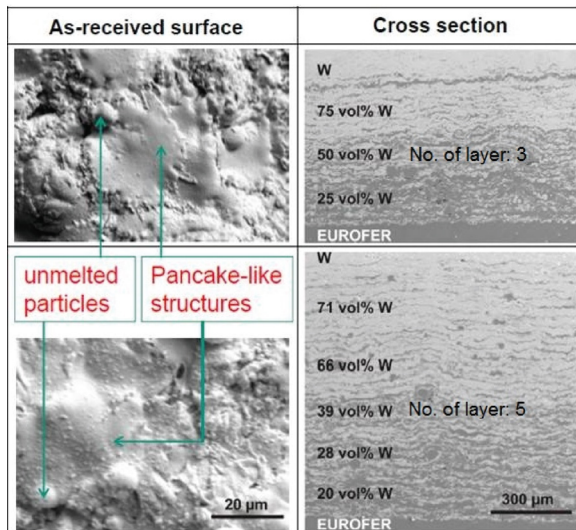 As-received surface
Cross section
W
75 vol% W
50 vol% W
No. of layer: 3
25 vol% W
EUROFER
unmelted
particles
Pancake-like
structures
W
71 vol% W
66 vol% W
39 vol% W
No. of layer: 5
28 vol% W
20 vol% W
20 µm
300 µm
EUROFER